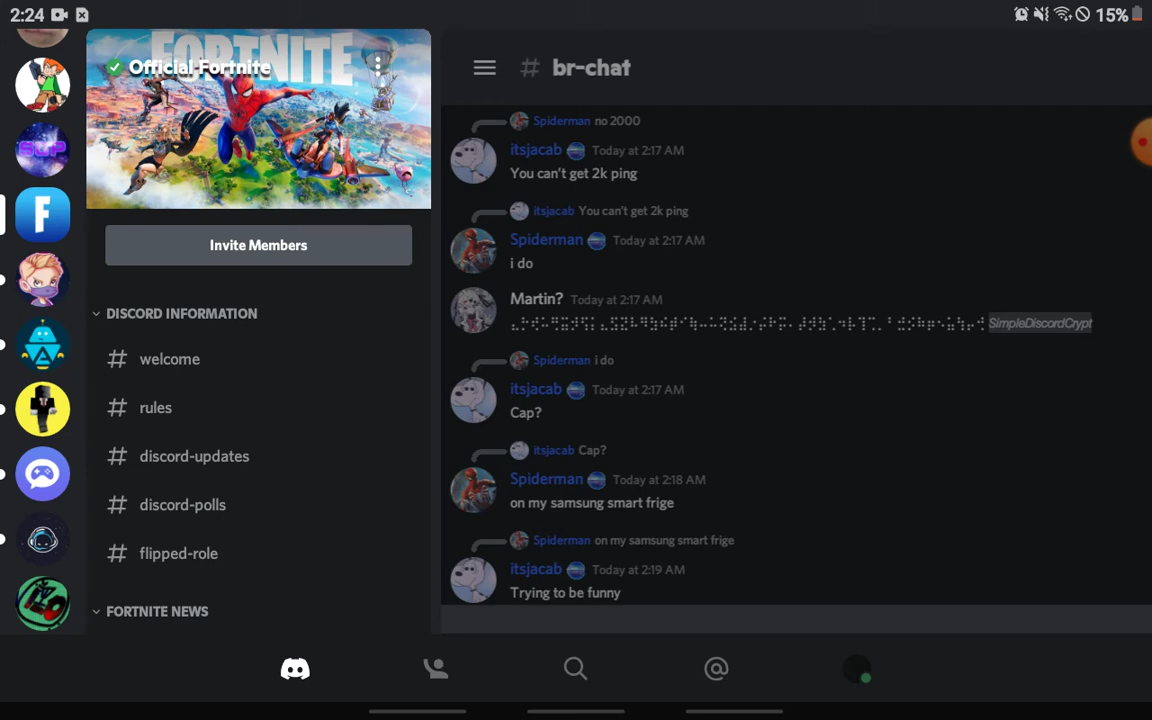 2:24
15%
FORTNITE
Official Fortnite
Invite Members
DISCORD INFORMATION
# welcome
# rules
# discord-updates
# discord-polls
# flipped-role
FORTNITE NEWS
SUP
F
# br-chat
Spiderman no 2000
itsjacab Today at 2:17 AM
You can't get 2k ping
itsjacab You can't get 2k ping
Spiderman Today at 2:17 AM
i do
Martin? Today at 2:17 AM
SimpleDiscordCrypt
Spiderman i do
itsjacab Today at 2:17 AM
Cap?
itsjacab Cap?
Spiderman Today at 2:18 AM
on my samsung smart frige
Spiderman on my samsung smart frige
itsjacab Today at 2:19 AM
Trying to be funny